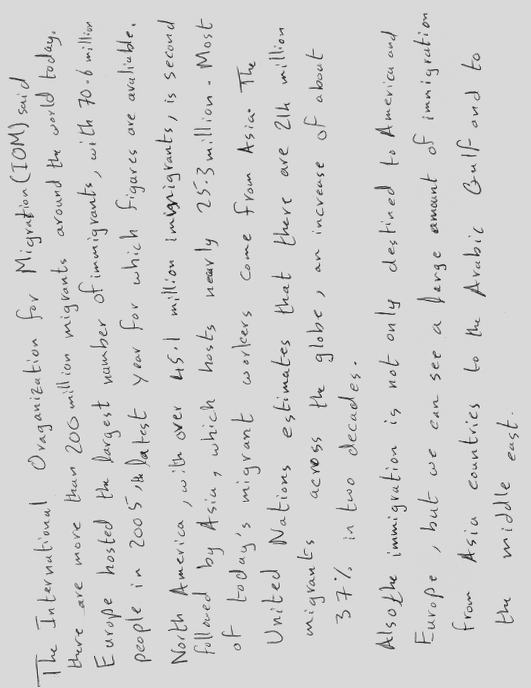 The International Oraganization for Migration (IOM) said
there are more than 200 million migrants around the world today.
Europe hosted the largest number of immigrants, with 70.6 million
people in 2005, the latest year for which figures are avaliable.
North America, with over 45.1 million immigrants, is second
followed by Asia, which hosts nearly 25.3 million. Most
of today's migrant workers come from Asia. The
United Nations estimates that there are 214 million
migrants across the globe, an increase of about
37% in two decades.
Also the immigration is not only destined to America and
Europe, but we can see a large amount of immigration
from Asia countries to the Arabic Gulf and to
the middle east.